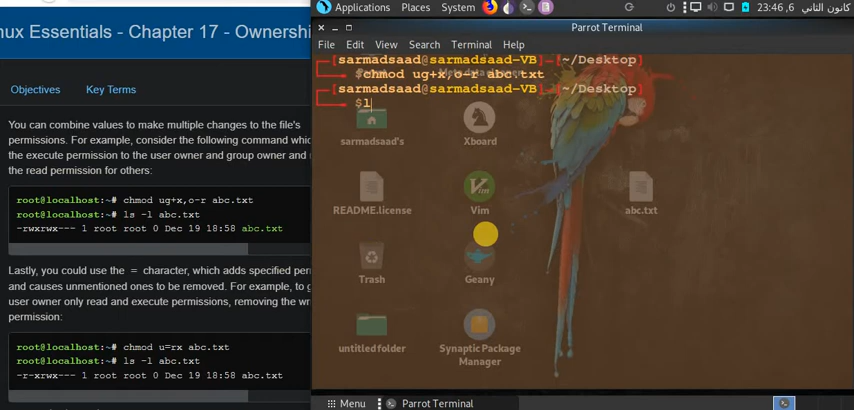 nux Essentials - Chapter 17 - Ownershi
Objectives
Key Terms
You can combine values to make multiple changes to the file's
permissions. For example, consider the following command whic
the execute permission to the user owner and group owner and
the read permission for others:
root@localhost:~# chmod ug+x,o-r abc.txt
root@localhost:~# ls -l abc.txt
-rwxrwx--- 1 root root 0 Dec 19 18:58 abc.txt
Lastly, you could use the = character, which adds specified per
and causes unmentioned ones to be removed. For example, to g
user owner only read and execute permissions, removing the wr
permission:
root@localhost:~# chmod u=rx abc.txt
root@localhost:~# ls -l abc.txt
-r-xrwx--- 1 root root 0 Dec 19 18:58 abc.txt
Applications Places System
كانون الثاني 6, 23:46
Parrot Terminal
File Edit View Search Terminal Help
[sarmadsaad@sarmadsaad-VB]-[~/Desktop]
$chmod ug+x,o-r abc.txt
[sarmadsaad@sarmadsaad-VB]-[~/Desktop]
$l
sarmadsaad's
Xboard
README.license
Vim
abc.txt
Trash
Geany
untitled folder
Synaptic Package
Manager
Menu
Parrot Terminal